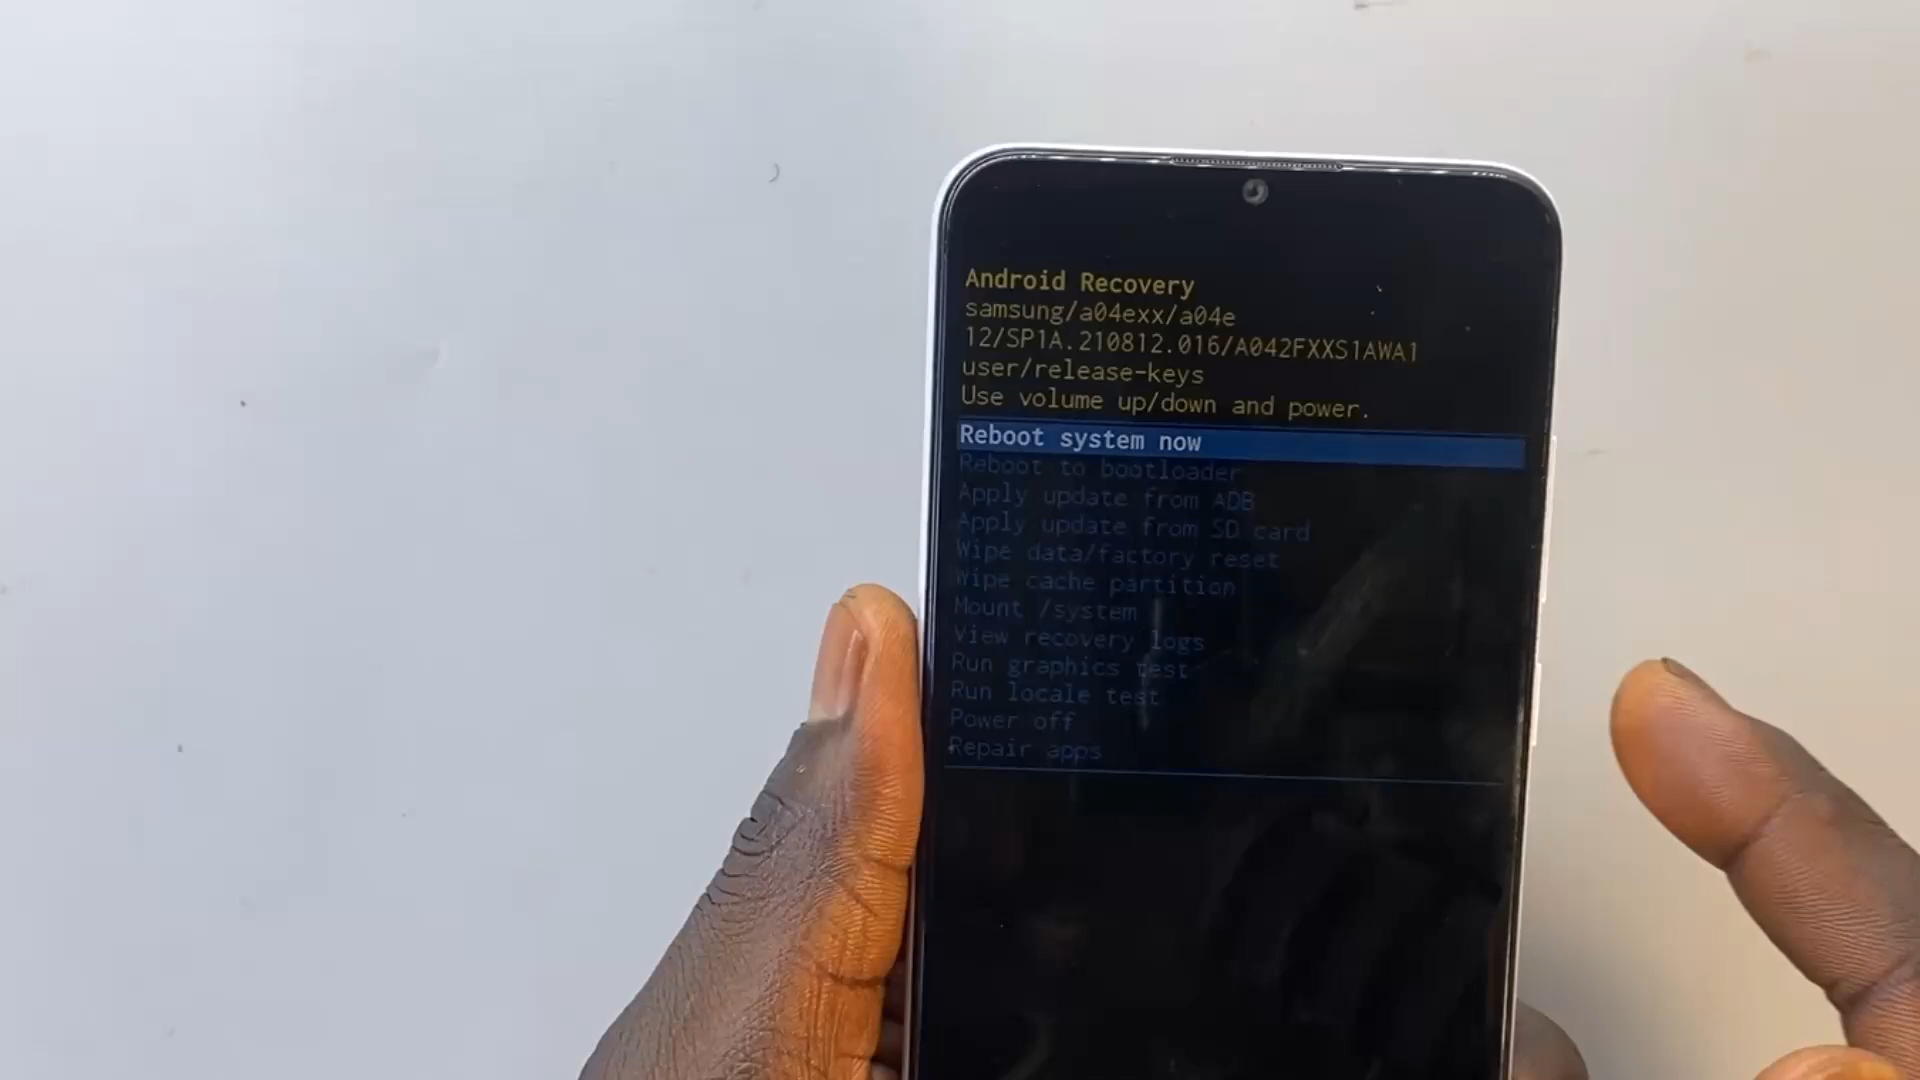 Android Recovery
samsung/a04exx/a04e
12/SP1A.210812.016/A042FXXS1AWA1
user/release-keys
Use volume up/down and power.
Reboot system now
Reboot to bootloader
Apply update from ADB
Apply update from SD card
Wipe data/factory reset
Wipe cache partition
Mount /system
View recovery logs
Run graphics test
Run locale test
Power off
Repair apps